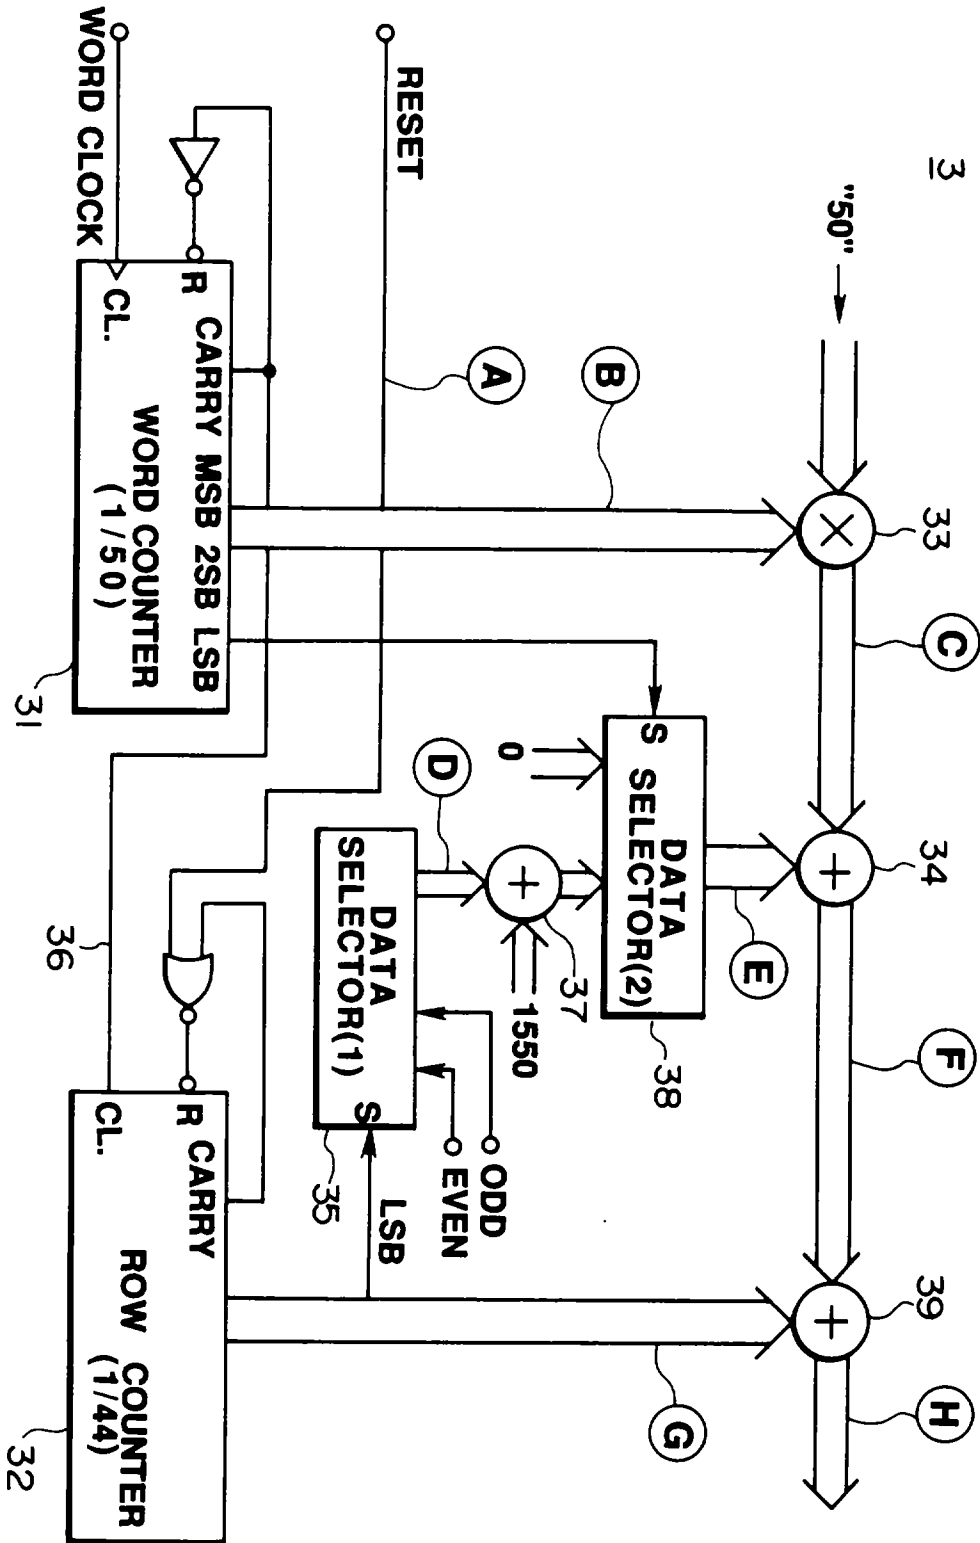 3
"50"
33
34
39
C
F
H
B
E
G
RESET
A
S DATA SELECTOR(2)
38
0
D
37
1550
ODD
EVEN
DATA SELECTOR(1)
S
35
LSB
WORD CLOCK
R CARRY MSB 2SB LSB
CL.
WORD COUNTER
(1/50)
31
36
R CARRY
CL.
ROW COUNTER
(1/44)
32
×
+
+
+